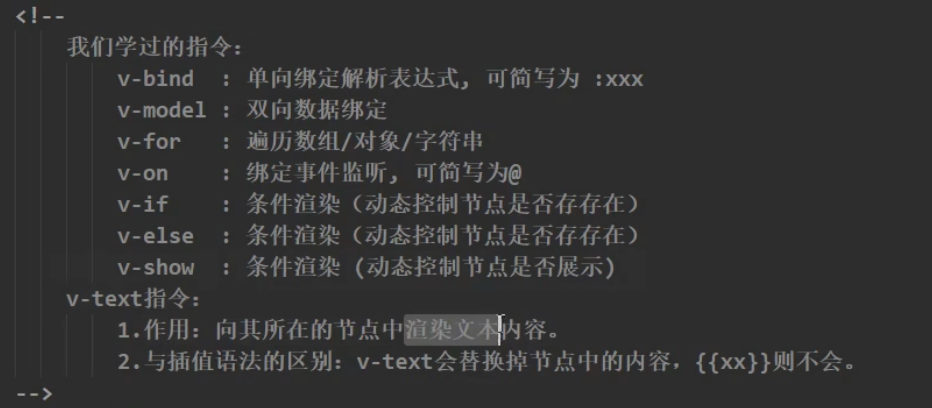 <!--
我们学过的指令:
v-bind : 单向绑定解析表达式, 可简写为 :xxx
v-model : 双向数据绑定
v-for : 遍历数组/对象/字符串
v-on : 绑定事件监听, 可简写为@
v-if : 条件渲染（动态控制节点是否存存在）
v-else : 条件渲染（动态控制节点是否存存在）
v-show : 条件渲染 (动态控制节点是否展示)
v-text指令:
1.作用: 向其所在的节点中渲染文本内容。
2.与插值语法的区别: v-text会替换掉节点中的内容, {{xx}}则不会。
-->